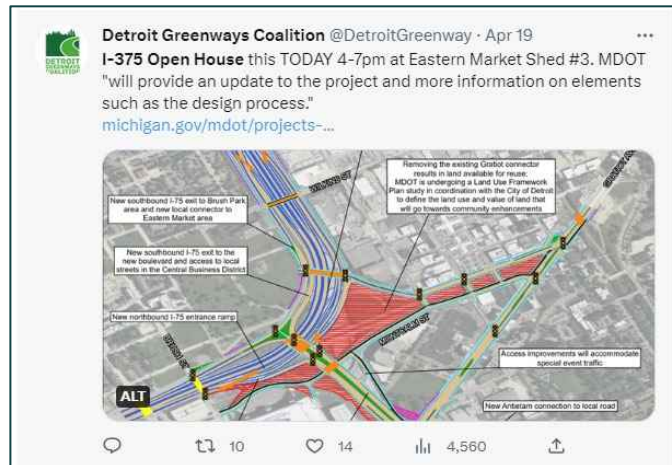 Detroit Greenways Coalition @DetroitGreenway · Apr 19
I-375 Open House this TODAY 4-7pm at Eastern Market Shed #3. MDOT
"will provide an update to the project and more information on elements
such as the design process."
michigan.gov/mdot/projects-...
DETROIT
GREENWAYS
COALITION
WILKINS ST
Removing the existing Gratiot connector
results in land available for reuse;
MDOT is undergoing a Land Use Framework
Plan study in coordination with the City of Detroit
to define the land use and value of land that
will go towards community enhancements
New southbound I-75 exit to Brush Park
area and new local connector to
Eastern Market area
New southbound I-75 exit to the
new boulevard and access to local
streets in the Central Business District
New northbound I-75 entrance ramp
MONTCALM ST
Access improvements will accommodate
special event traffic
New Antietam connection to local road
ALT
10
14
4,560